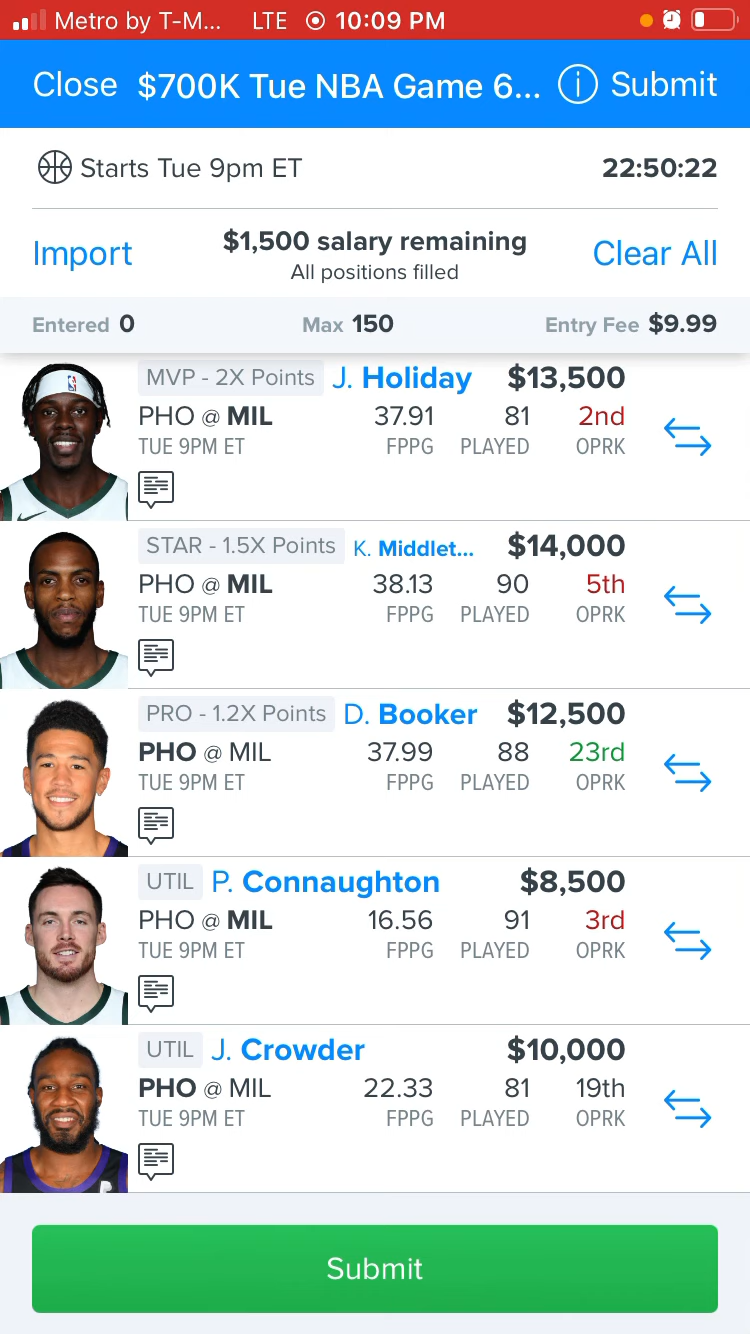 Metro by T-M... LTE 10:09 PM
Close $700K Tue NBA Game 6... Submit
Starts Tue 9pm ET 22:50:22
Import $1,500 salary remaining Clear All
All positions filled
Entered 0 Max 150 Entry Fee $9.99
MVP - 2X Points J. Holiday $13,500
PHO @ MIL 37.91 81 2nd
TUE 9PM ET FPPG PLAYED OPRK
STAR - 1.5X Points K. Middlet... $14,000
PHO @ MIL 38.13 90 5th
TUE 9PM ET FPPG PLAYED OPRK
PRO - 1.2X Points D. Booker $12,500
PHO @ MIL 37.99 88 23rd
TUE 9PM ET FPPG PLAYED OPRK
UTIL P. Connaughton $8,500
PHO @ MIL 16.56 91 3rd
TUE 9PM ET FPPG PLAYED OPRK
UTIL J. Crowder $10,000
PHO @ MIL 22.33 81 19th
TUE 9PM ET FPPG PLAYED OPRK
Submit